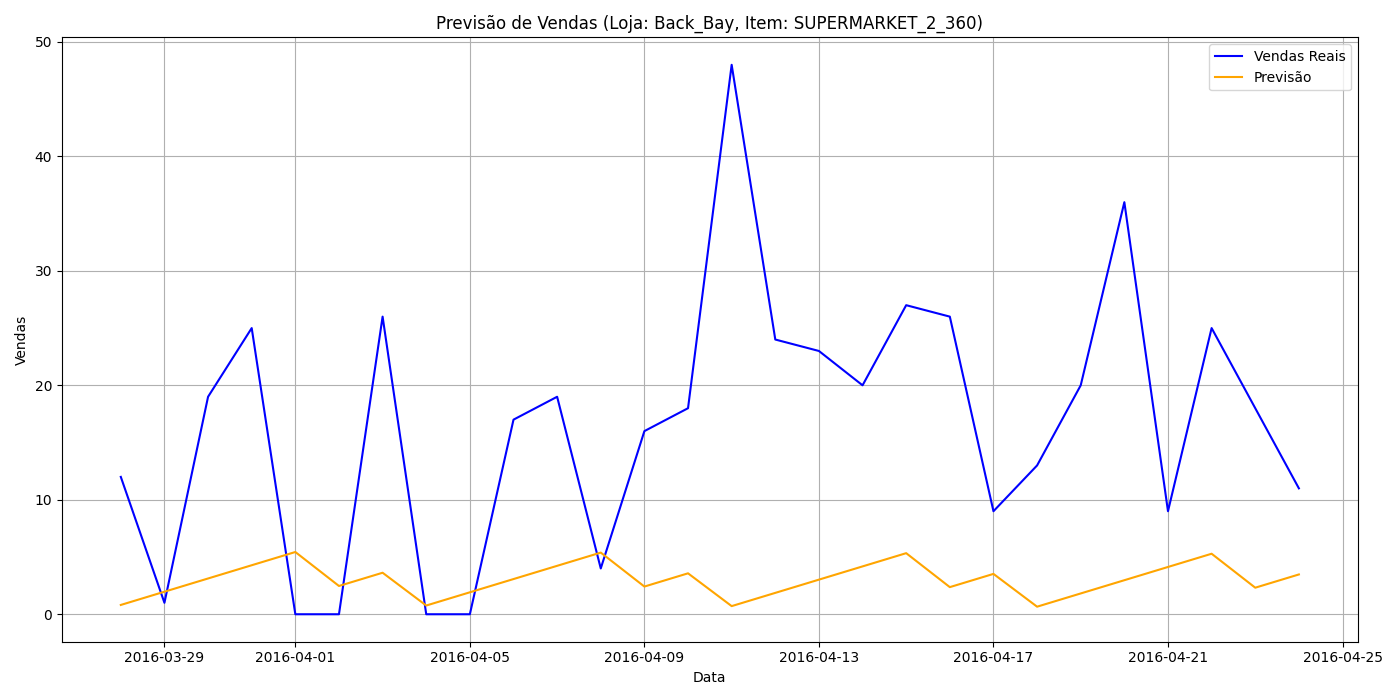 Previsão de Vendas (Loja: Back_Bay, Item: SUPERMARKET_2_360)
Vendas Reais
Previsão
50
40
30
20
10
0
Vendas
2016-03-29
2016-04-01
2016-04-05
2016-04-09
2016-04-13
2016-04-17
2016-04-21
2016-04-25
Data